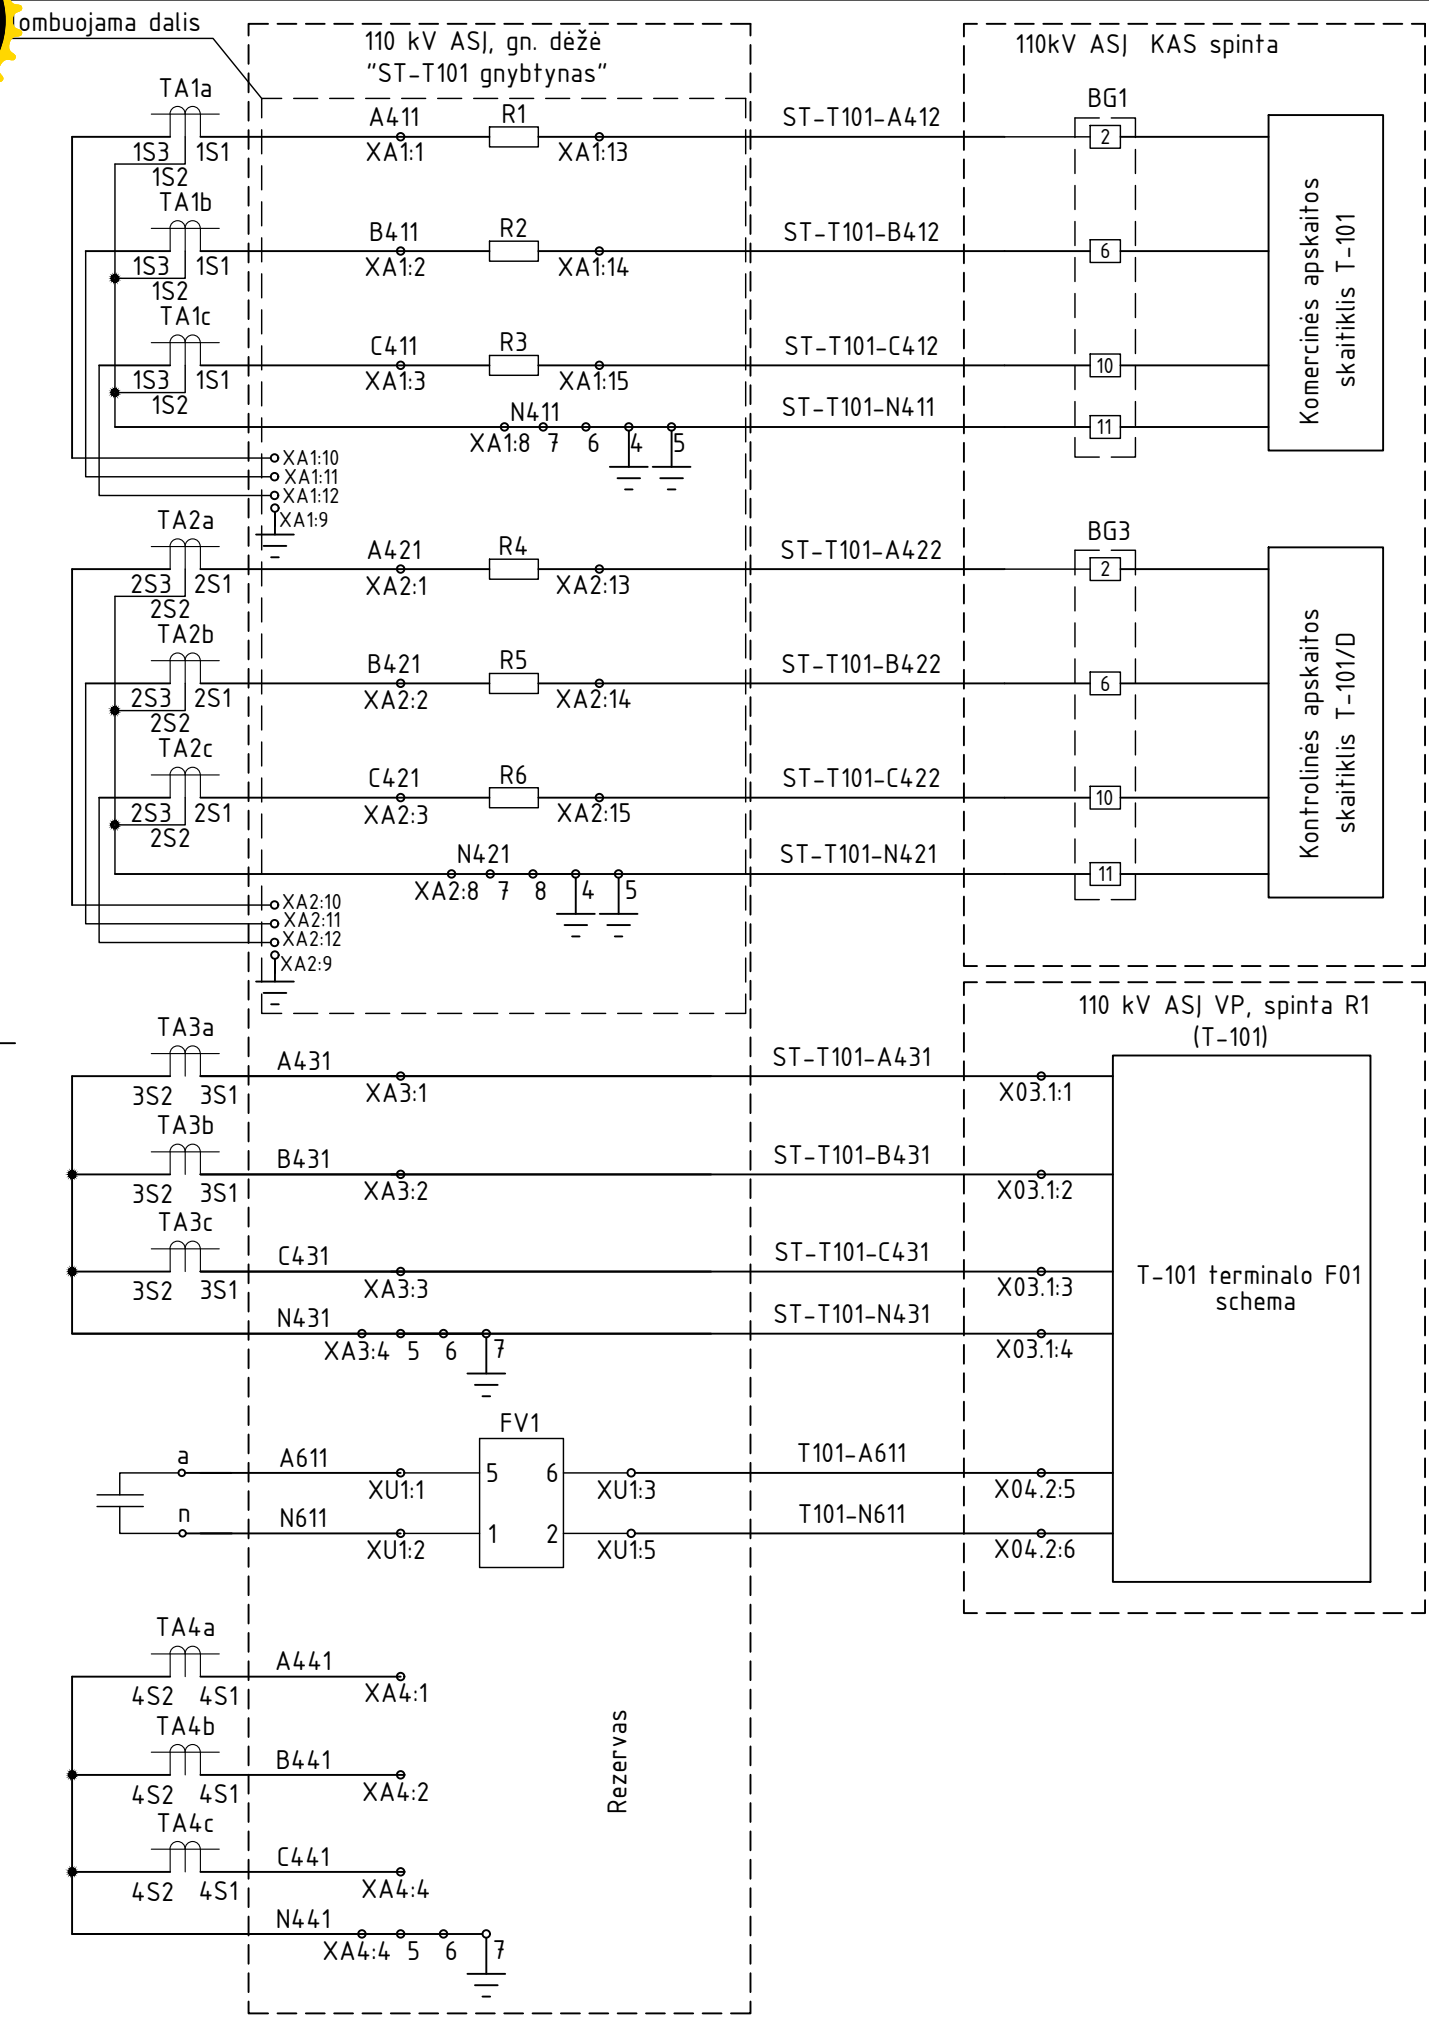 ombuojama dalis
110 kV ASĮ, gn. dėžė
"ST-T101 gnybtynas"
110kV ASĮ KAS spinta
TA1a
1S3 1S1
1S2
A411
XA1:1
R1
XA1:13
ST-T101-A412
BG1
2
TA1b
1S3 1S1
1S2
B411
XA1:2
R2
XA1:14
ST-T101-B412
6
TA1c
1S3 1S1
1S2
C411
XA1:3
R3
XA1:15
ST-T101-C412
10
N411
XA1:8 7 6 4 5
ST-T101-N411
11
Komercinės apskaitos
skaitiklis T-101
XA1:10
XA1:11
XA1:12
XA1:9
TA2a
2S3 2S1
2S2
A421
XA2:1
R4
XA2:13
ST-T101-A422
BG3
2
TA2b
2S3 2S1
2S2
B421
XA2:2
R5
XA2:14
ST-T101-B422
6
TA2c
2S3 2S1
2S2
C421
XA2:3
R6
XA2:15
ST-T101-C422
10
N421
XA2:8 7 8 4 5
ST-T101-N421
11
Kontrolinės apskaitos
skaitiklis T-101/D
XA2:10
XA2:11
XA2:12
XA2:9
110 kV ASĮ VP, spinta R1
(T-101)
TA3a
3S2 3S1
A431
XA3:1
ST-T101-A431
X03.1:1
TA3b
3S2 3S1
B431
XA3:2
ST-T101-B431
X03.1:2
TA3c
3S2 3S1
C431
XA3:3
ST-T101-C431
X03.1:3
N431
XA3:4 5 6 7
ST-T101-N431
X03.1:4
T-101 terminalo F01
schema
FV1
a
A611
XU1:1
5 6
XU1:3
T101-A611
X04.2:5
n
N611
XU1:2
1 2
XU1:5
T101-N611
X04.2:6
TA4a
4S2 4S1
A441
XA4:1
TA4b
4S2 4S1
B441
XA4:2
TA4c
4S2 4S1
C441
XA4:4
N441
XA4:4 5 6 7
Rezervas